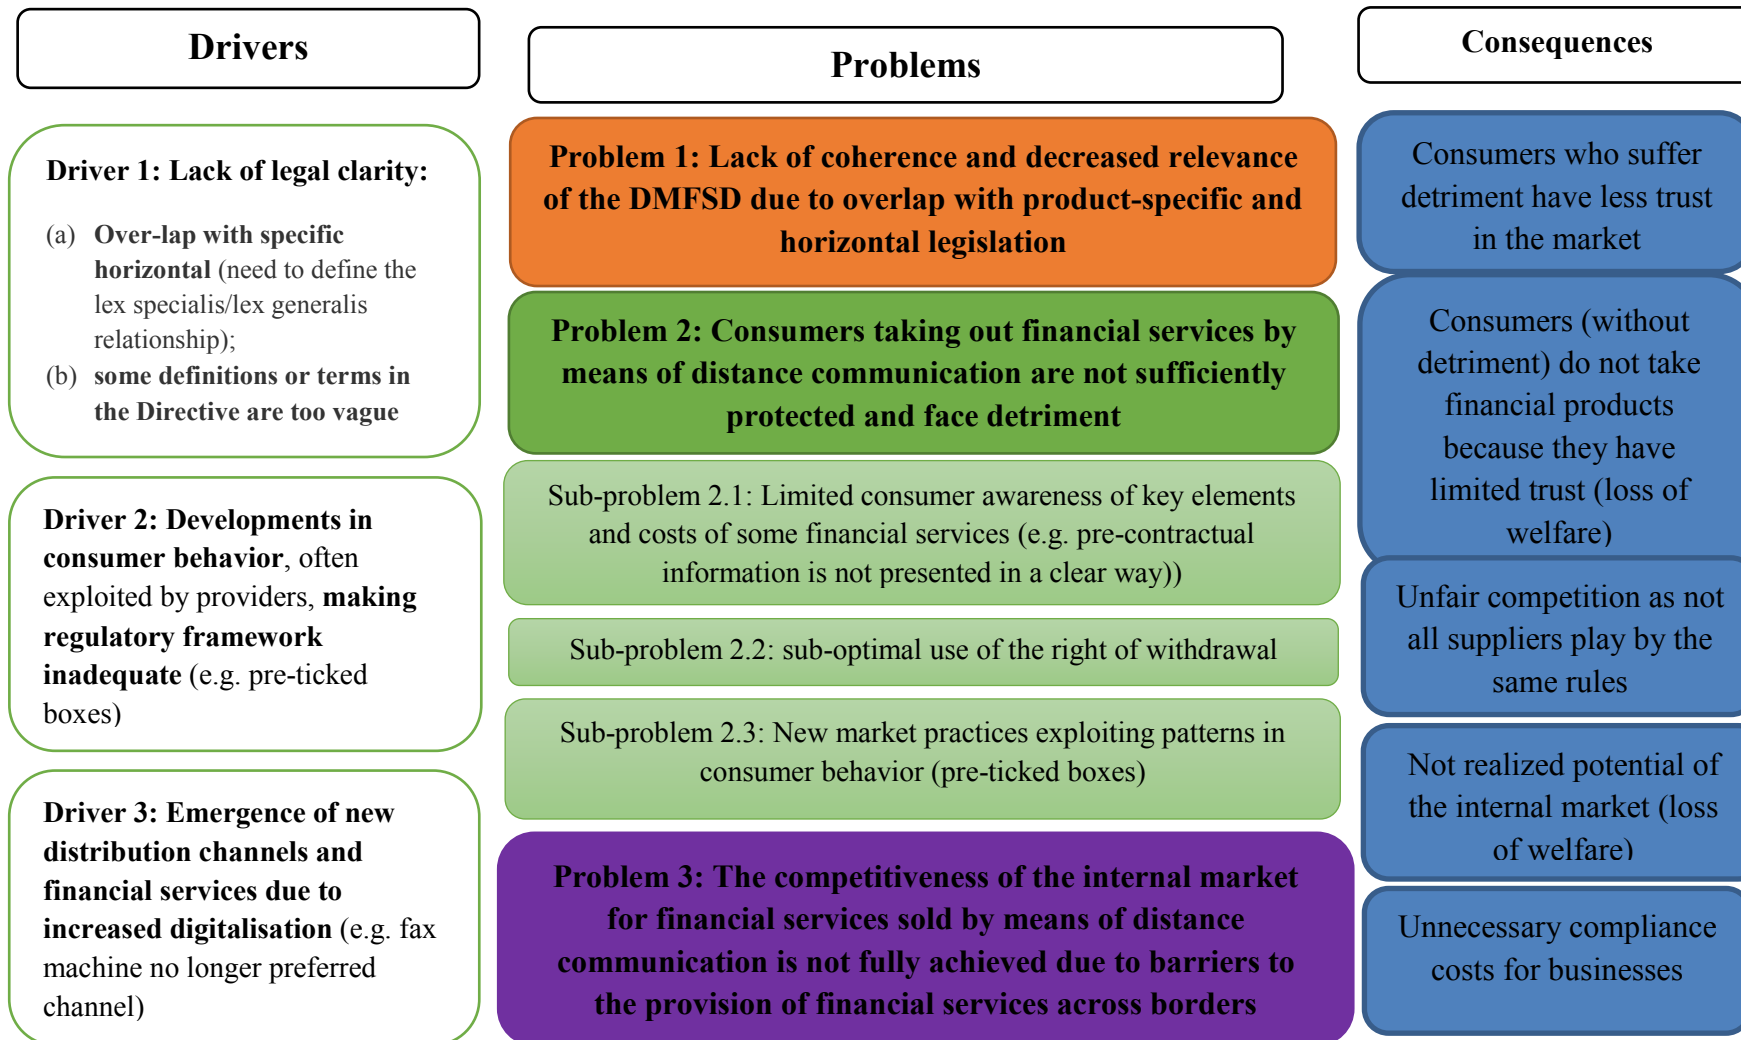 Drivers
Driver 1: Lack of legal clarity:
(a) Over-lap with specific
horizontal (need to define the
lex specialis/lex generalis
relationship);
(b) some definitions or terms in
the Directive are too vague
Driver 2: Developments in
consumer behavior, often
exploited by providers, making
regulatory framework
inadequate (e.g. pre-ticked
boxes)
Driver 3: Emergence of new
distribution channels and
financial services due to
increased digitalisation (e.g. fax
machine no longer preferred
channel)
Problems
Problem 1: Lack of coherence and decreased relevance
of the DMFSD due to overlap with product-specific and
horizontal legislation
Problem 2: Consumers taking out financial services by
means of distance communication are not sufficiently
protected and face detriment
Sub-problem 2.1: Limited consumer awareness of key elements
and costs of some financial services (e.g. pre-contractual
information is not presented in a clear way))
Sub-problem 2.2: sub-optimal use of the right of withdrawal
Sub-problem 2.3: New market practices exploiting patterns in
consumer behavior (pre-ticked boxes)
Problem 3: The competitiveness of the internal market
for financial services sold by means of distance
communication is not fully achieved due to barriers to
the provision of financial services across borders
Consequences
Consumers who suffer
detriment have less trust
in the market
Consumers (without
detriment) do not take
financial products
because they have
limited trust (loss of
welfare)
Unfair competition as not
all suppliers play by the
same rules
Not realized potential of
the internal market (loss
of welfare)
Unnecessary compliance
costs for businesses